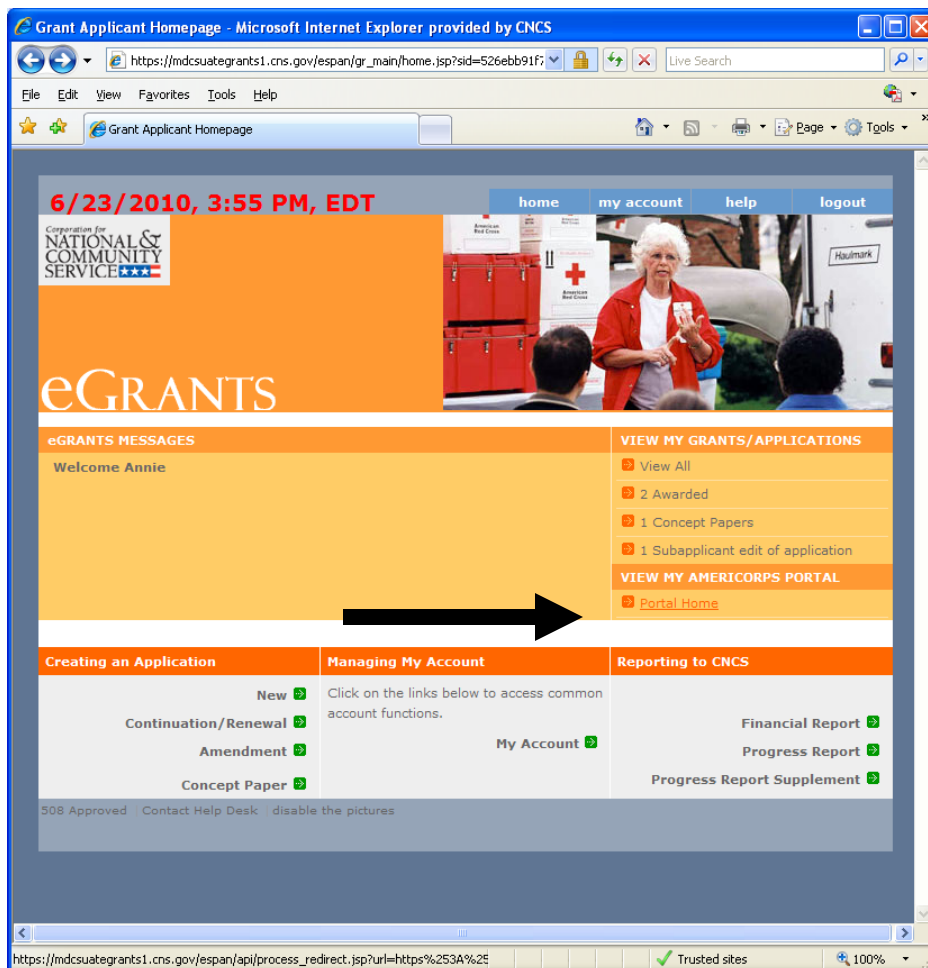 Grant Applicant Homepage - Microsoft Internet Explorer provided by CNCS
https://mdcsuategrants1.cns.gov/espan/gr_main/home.jsp?sid=526ebb91f7
Live Search
File Edit View Favorites Tools Help
Grant Applicant Homepage
Page Tools »
6/23/2010, 3:55 PM, EDT
home my account help logout
Corporation for
NATIONAL &
COMMUNITY
SERVICE
American
Red Cross
American
Red Cross
Haulmark
eGRANTS
eGRANTS MESSAGES
Welcome Annie
VIEW MY GRANTS/APPLICATIONS
View All
2 Awarded
1 Concept Papers
1 Subapplicant edit of application
VIEW MY AMERICORPS PORTAL
Portal Home
Creating an Application
New
Continuation/Renewal
Amendment
Concept Paper
Managing My Account
Click on the links below to access common
account functions.
My Account
Reporting to CNCS
Financial Report
Progress Report
Progress Report Supplement
508 Approved | Contact Help Desk | disable the pictures
https://mdcsuategrants1.cns.gov/espan/api/process_redirect.jsp?url=https%253A%25
Trusted sites
100%